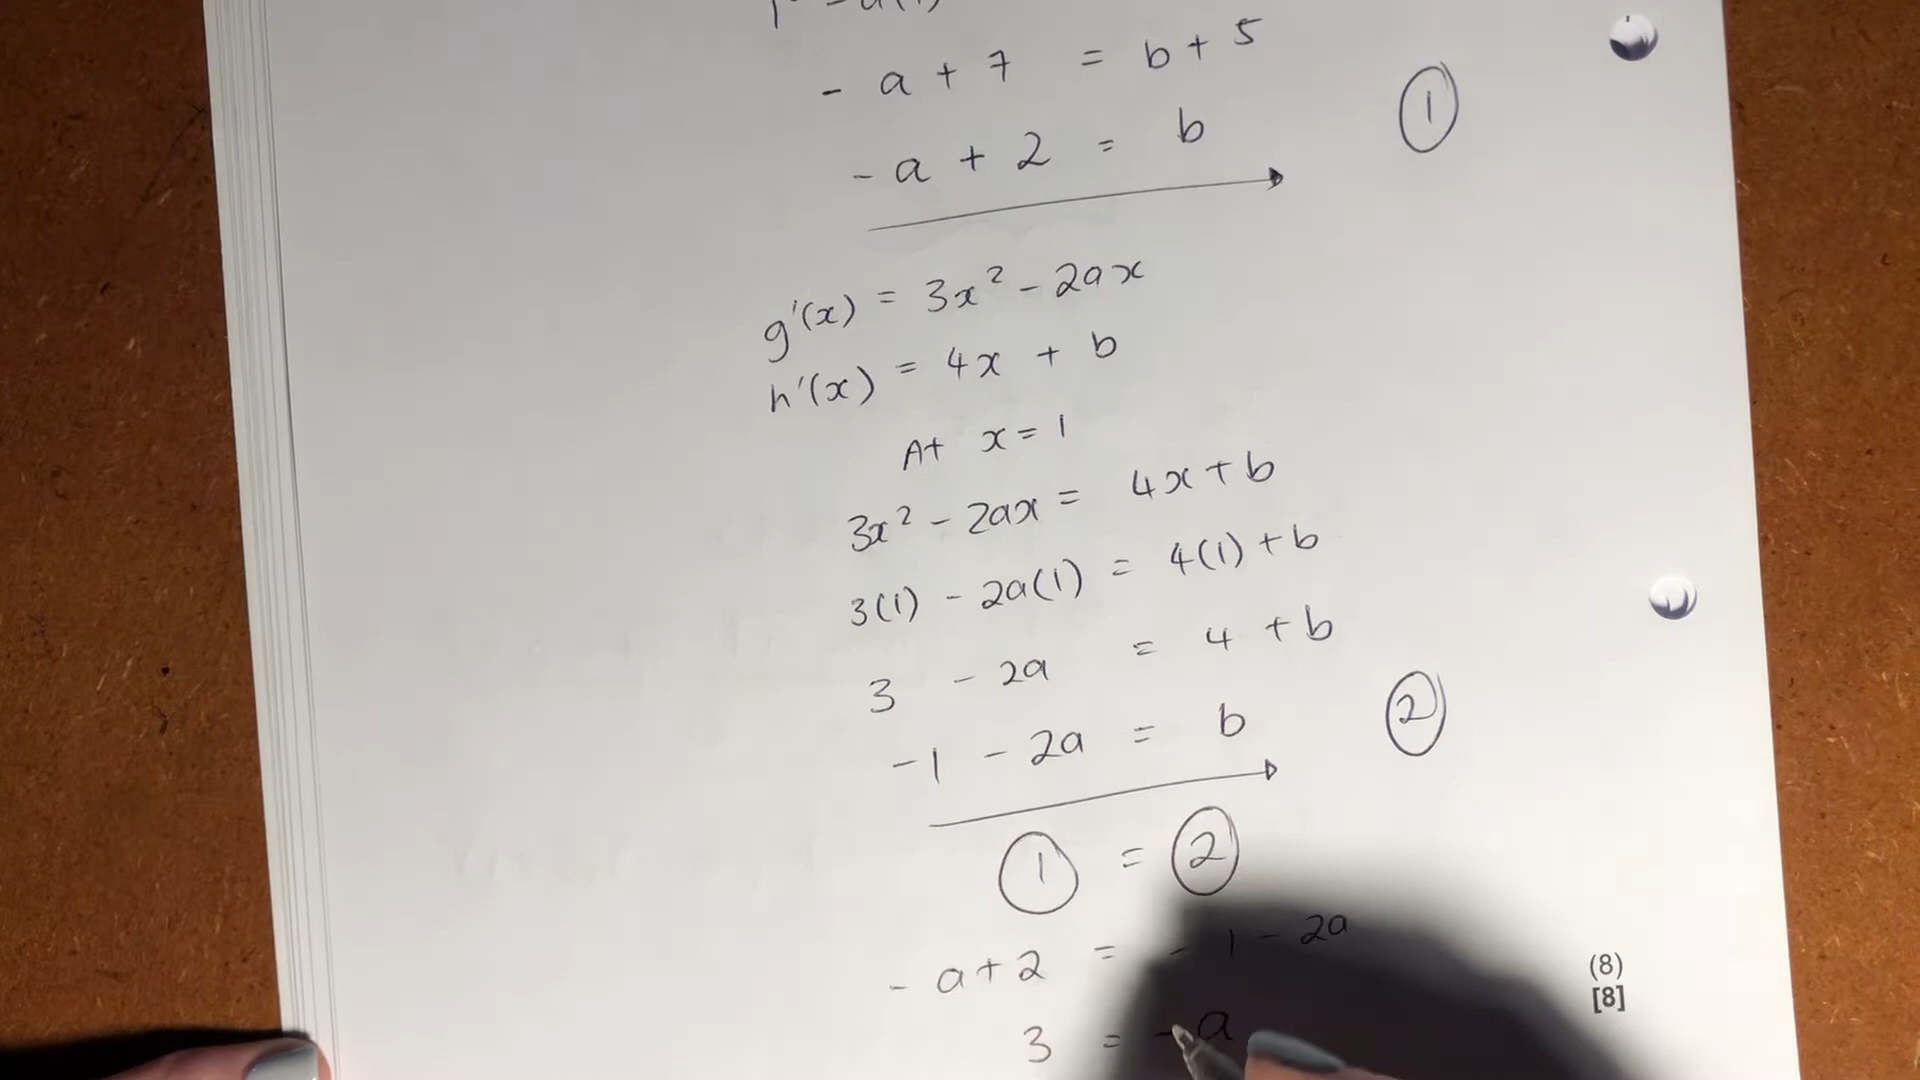 - a + 7 = b + 5
- a + 2 = b ①
g'(x) = 3x² - 2ax
h'(x) = 4x + b
At x = 1
3x² - 2ax = 4x + b
3(1) - 2a(1) = 4(1) + b
3 - 2a = 4 + b
-1 - 2a = b ②
① = ②
- a + 2 = - 1 - 2a
(8)
[8]
3 = - a